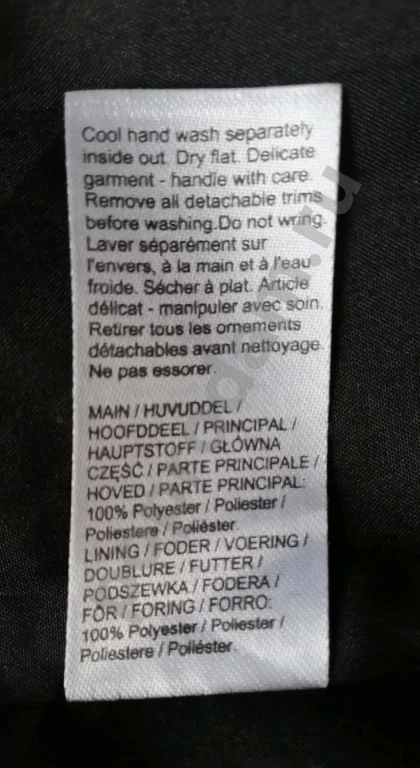 Cool hand wash separately
inside out. Dry flat. Delicate
garment - handle with care.
Remove all detachable trims
before washing.Do not wring.
Laver séparément sur
l'envers, à la main et à l'eau
froide. Sécher à plat. Article
délicat - manipuler avec soin.
Retirer tous les ornements
détachables avant nettoyage.
Ne pas essorer.
MAIN / HUVUDDEL /
HOOFDDEEL / PRINCIPAL /
HAUPTSTOFF / GŁÓWNA
CZĘŚĆ / PARTE PRINCIPALE /
HOVED / PARTE PRINCIPAL:
100% Polyester / Poliester /
Poliestere / Poliéster.
LINING / FODER / VOERING /
DOUBLURE / FUTTER /
PODSZEWKA / FODERA /
FÔR / FORING / FORRO:
100% Polyester / Poliester /
Poliestere / Poliéster.